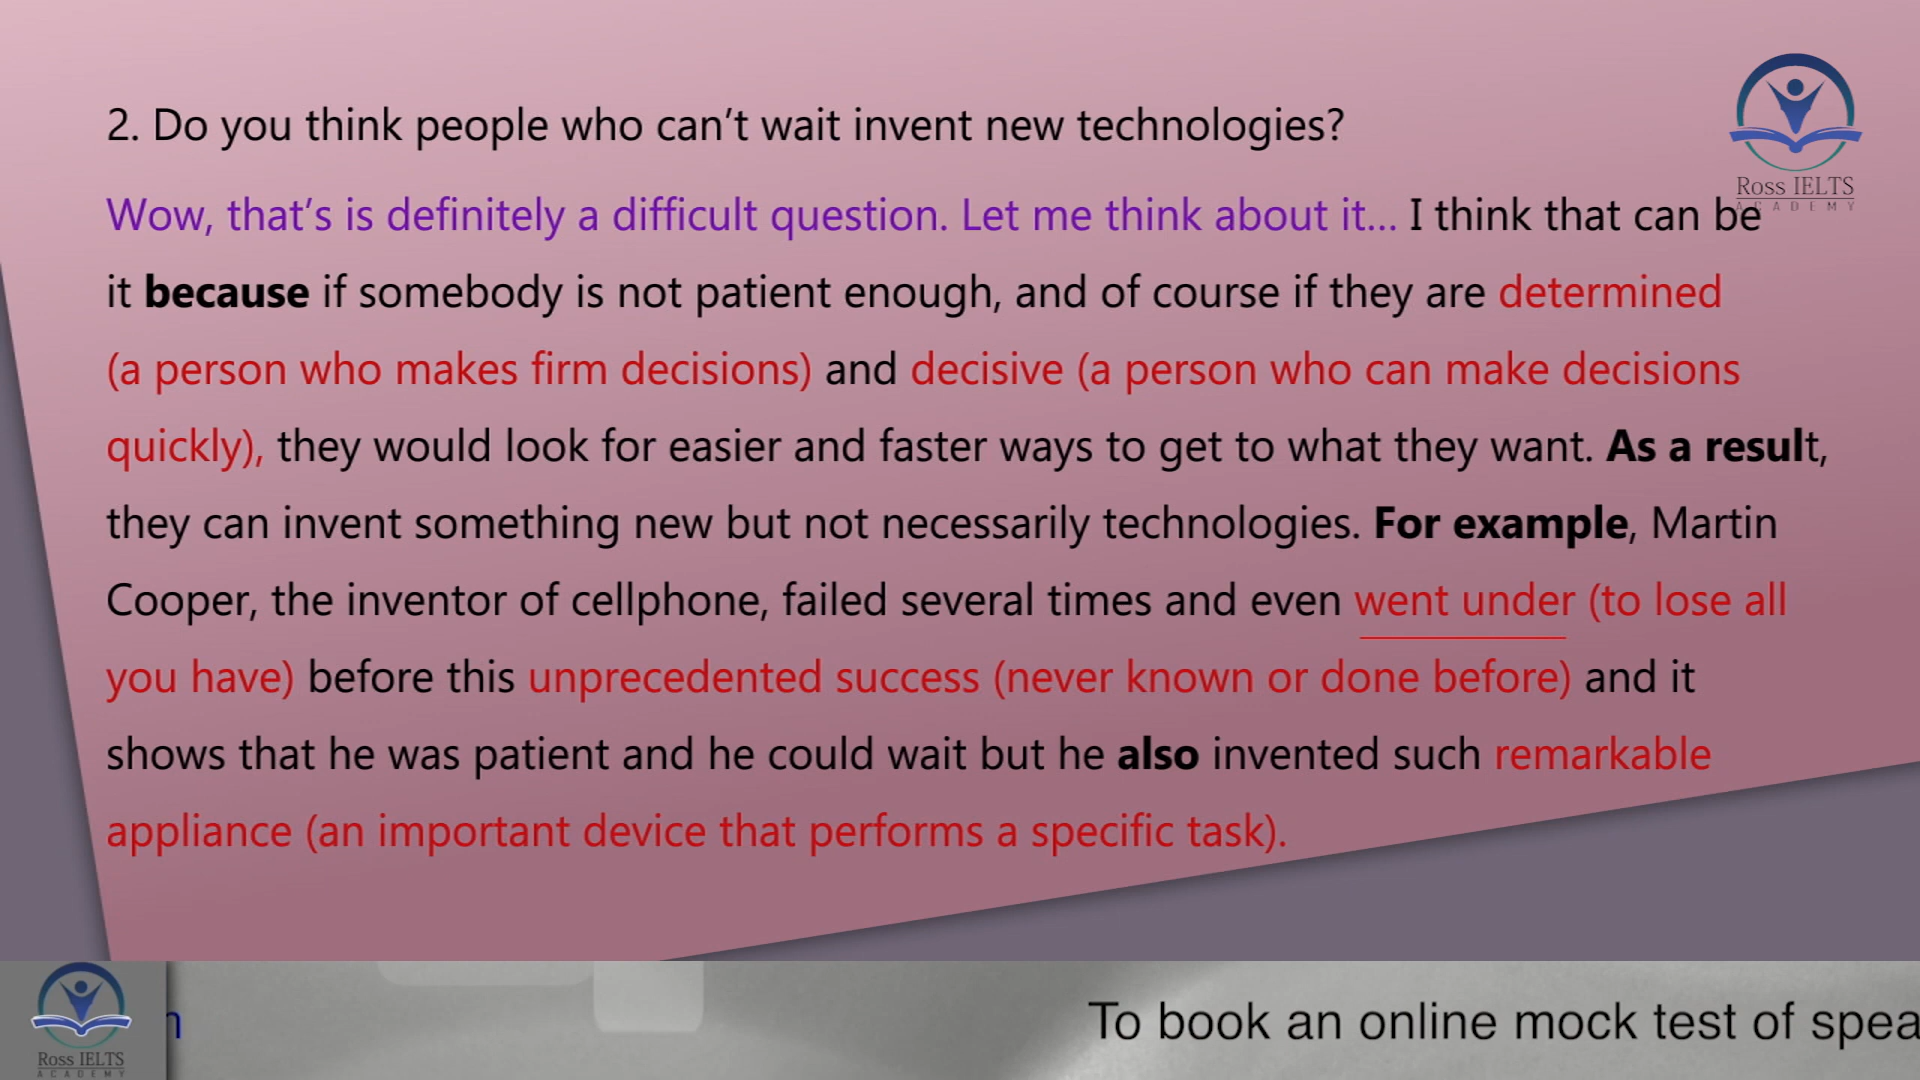 2. Do you think people who can't wait invent new technologies?
Ross IELTS
ACADEMY
Wow, that's is definitely a difficult question. Let me think about it... I think that can be
it because if somebody is not patient enough, and of course if they are determined
(a person who makes firm decisions) and decisive (a person who can make decisions
quickly), they would look for easier and faster ways to get to what they want. As a result,
they can invent something new but not necessarily technologies. For example, Martin
Cooper, the inventor of cellphone, failed several times and even went under (to lose all
you have) before this unprecedented success (never known or done before) and it
shows that he was patient and he could wait but he also invented such remarkable
appliance (an important device that performs a specific task).
Ross IELTS
ACADEMY
To book an online mock test of spea